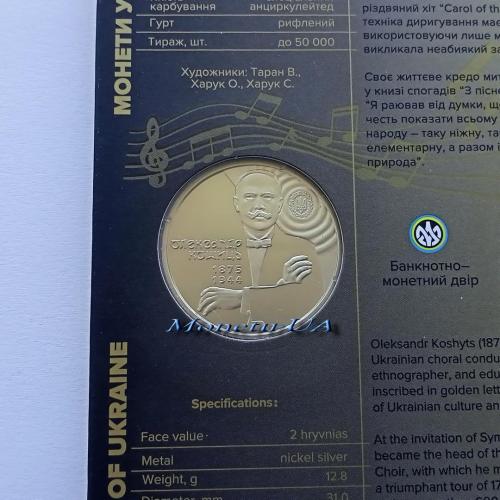 МОНЕТИ У
карбування
анциркулейтед
Гурт
рифлений
Тираж, шт.
до 50 000
Художники: Таран В.,
Харук О., Харук С.
різдвяний хіт "Carol of th
техніка диригування має
використовуючи лише м
викликала неабиякий за
Своє життєве кредо мит
у книзі спогадів "З пісне
"Я раював від думки, щ
честь показати всьому
народу – таку ніжну, та
елементарну, а разом і
природа".
ОЛЕКСАНДР
КОШИЦЬ
1875
1944
Монети UA
Банкнотно–
монетний двір
OF UKRAINE
Specifications:
Face value
2 hryvnias
Metal
nickel silver
Weight, g
12.8
Diameter, mm
31.0
Oleksandr Koshyts (187
Ukrainian choral condu
ethnographer, and edu
inscribed in golden lett
of Ukrainian culture an
At the invitation of Sym
became the head of th
Choir, with which he m
a triumphant tour of 17